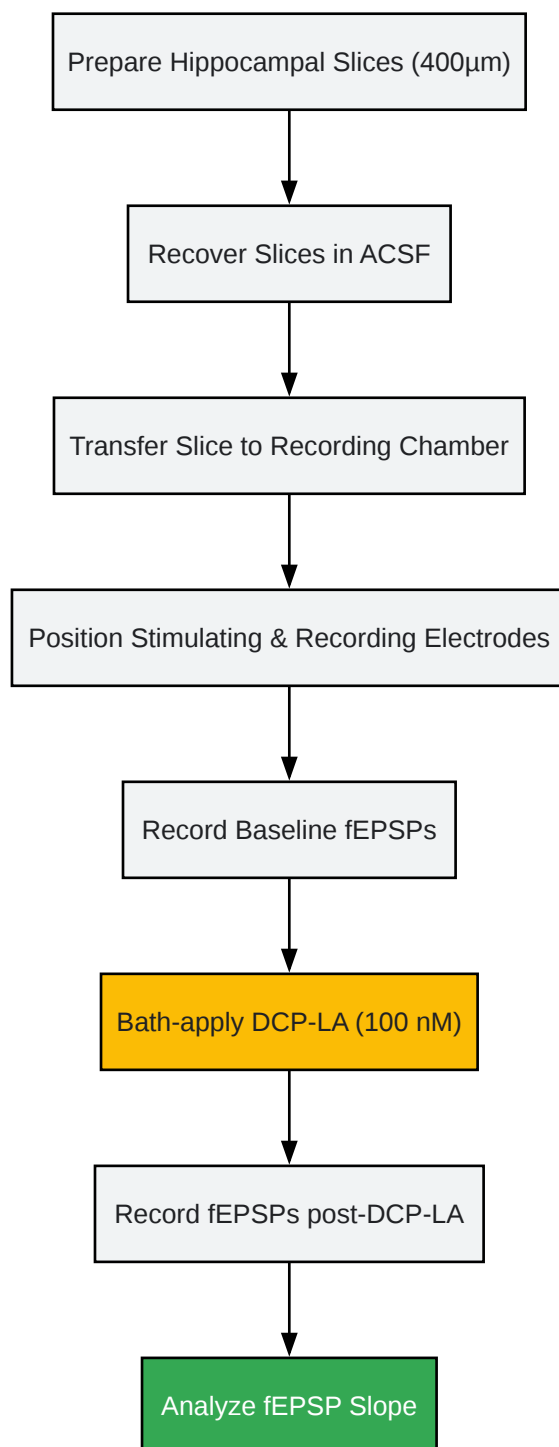 Prepare Hippocampal Slices (400µm)
Recover Slices in ACSF
Transfer Slice to Recording Chamber
Position Stimulating & Recording Electrodes
Record Baseline fEPSPs
Bath-apply DCP-LA (100 nM)
Record fEPSPs post-DCP-LA
Analyze fEPSP Slope